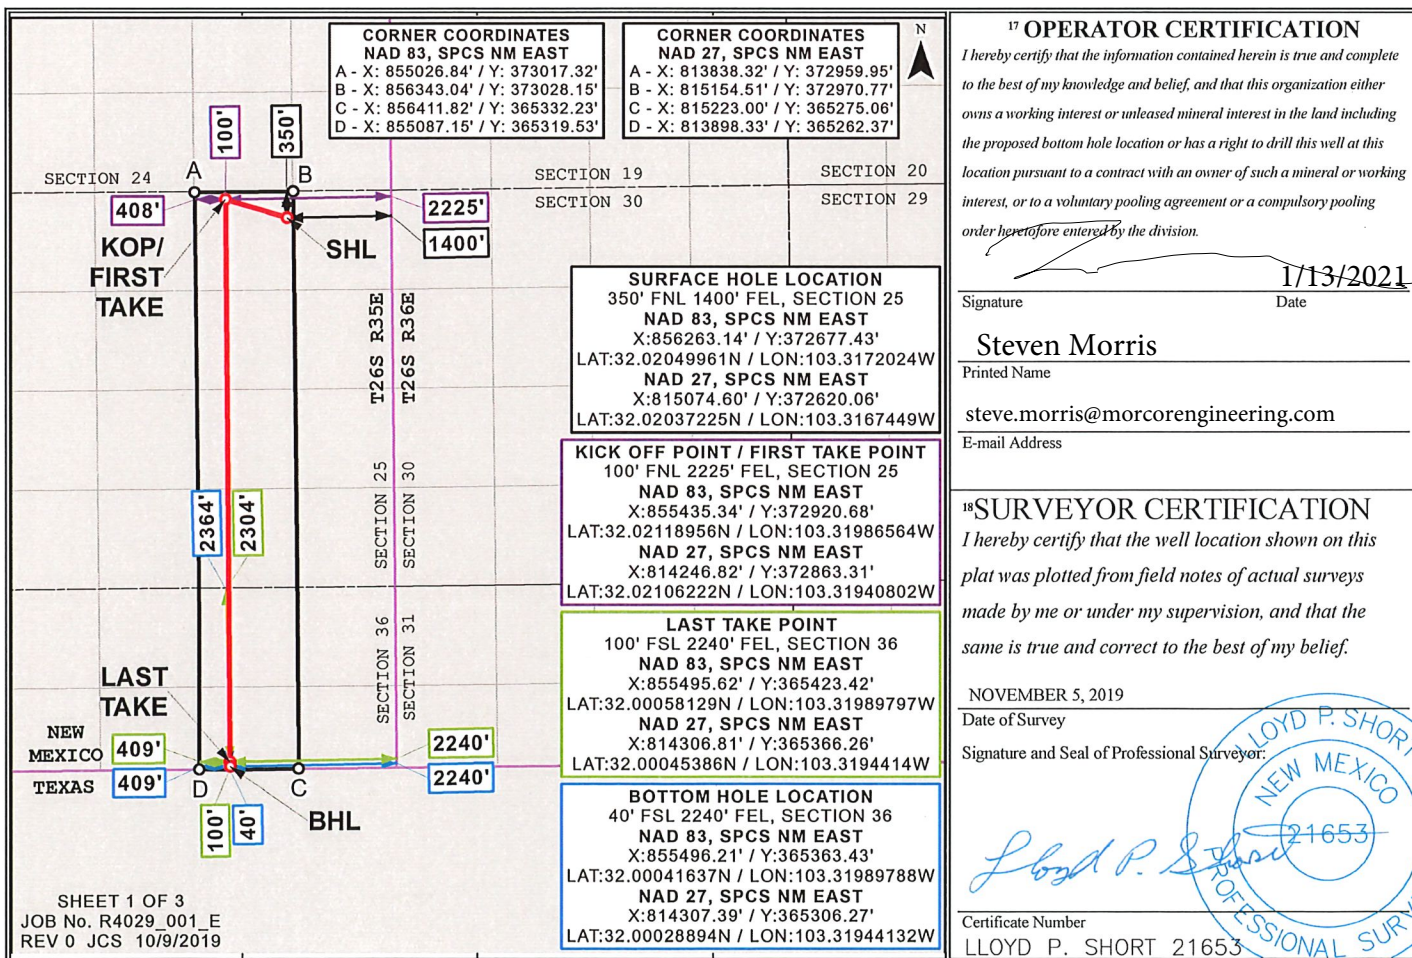 CORNER COORDINATES
NAD 83, SPCS NM EAST
A - X: 855026.84' / Y: 373017.32'
B - X: 856343.04' / Y: 373028.15'
C - X: 856411.82' / Y: 365332.23'
D - X: 855087.15' / Y: 365319.53'
CORNER COORDINATES
NAD 27, SPCS NM EAST
A - X: 813838.32' / Y: 372959.95'
B - X: 815154.51' / Y: 372970.77'
C - X: 815223.00' / Y: 365275.06'
D - X: 813898.33' / Y: 365262.37'
N
100'
350'
A
B
SECTION 24
SECTION 19
SECTION 20
SECTION 30
SECTION 29
408'
2225'
1400'
KOP/
FIRST
TAKE
SHL
T26S R35E
T26S R36E
SURFACE HOLE LOCATION
350' FNL 1400' FEL, SECTION 25
NAD 83, SPCS NM EAST
X:856263.14' / Y:372677.43'
LAT:32.02049961N / LON:103.3172024W
NAD 27, SPCS NM EAST
X:815074.60' / Y:372620.06'
LAT:32.02037225N / LON:103.3167449W
KICK OFF POINT / FIRST TAKE POINT
100' FNL 2225' FEL, SECTION 25
NAD 83, SPCS NM EAST
X:855435.34' / Y:372920.68'
LAT:32.02118956N / LON:103.31986564W
NAD 27, SPCS NM EAST
X:814246.82' / Y:372863.31'
LAT:32.02106222N / LON:103.31940802W
SECTION 25
SECTION 30
2364'
2304'
SECTION 36
SECTION 31
LAST TAKE POINT
100' FSL 2240' FEL, SECTION 36
NAD 83, SPCS NM EAST
X:855495.62' / Y:365423.42'
LAT:32.00058129N / LON:103.31989797W
NAD 27, SPCS NM EAST
X:814306.81' / Y:365366.26'
LAT:32.00045386N / LON:103.3194414W
LAST
TAKE
NEW
MEXICO
TEXAS
409'
409'
2240'
2240'
D
C
100'
40'
BHL
BOTTOM HOLE LOCATION
40' FSL 2240' FEL, SECTION 36
NAD 83, SPCS NM EAST
X:855496.21' / Y:365363.43'
LAT:32.00041637N / LON:103.31989788W
NAD 27, SPCS NM EAST
X:814307.39' / Y:365306.27'
LAT:32.00028894N / LON:103.31944132W
SHEET 1 OF 3
JOB No. R4029_001_E
REV 0 JCS 10/9/2019
17 OPERATOR CERTIFICATION
I hereby certify that the information contained herein is true and complete
to the best of my knowledge and belief, and that this organization either
owns a working interest or unleased mineral interest in the land including
the proposed bottom hole location or has a right to drill this well at this
location pursuant to a contract with an owner of such a mineral or working
interest, or to a voluntary pooling agreement or a compulsory pooling
order heretofore entered by the division.
1/13/2021
Signature Date
Steven Morris
Printed Name
steve.morris@morcorengineering.com
E-mail Address
18 SURVEYOR CERTIFICATION
I hereby certify that the well location shown on this
plat was plotted from field notes of actual surveys
made by me or under my supervision, and that the
same is true and correct to the best of my belief.
NOVEMBER 5, 2019
Date of Survey
Signature and Seal of Professional Surveyor:
LLOYD P. SHORT
NEW MEXICO
21653
PROFESSIONAL SURV
Lloyd P. Short
Certificate Number
LLOYD P. SHORT 21653